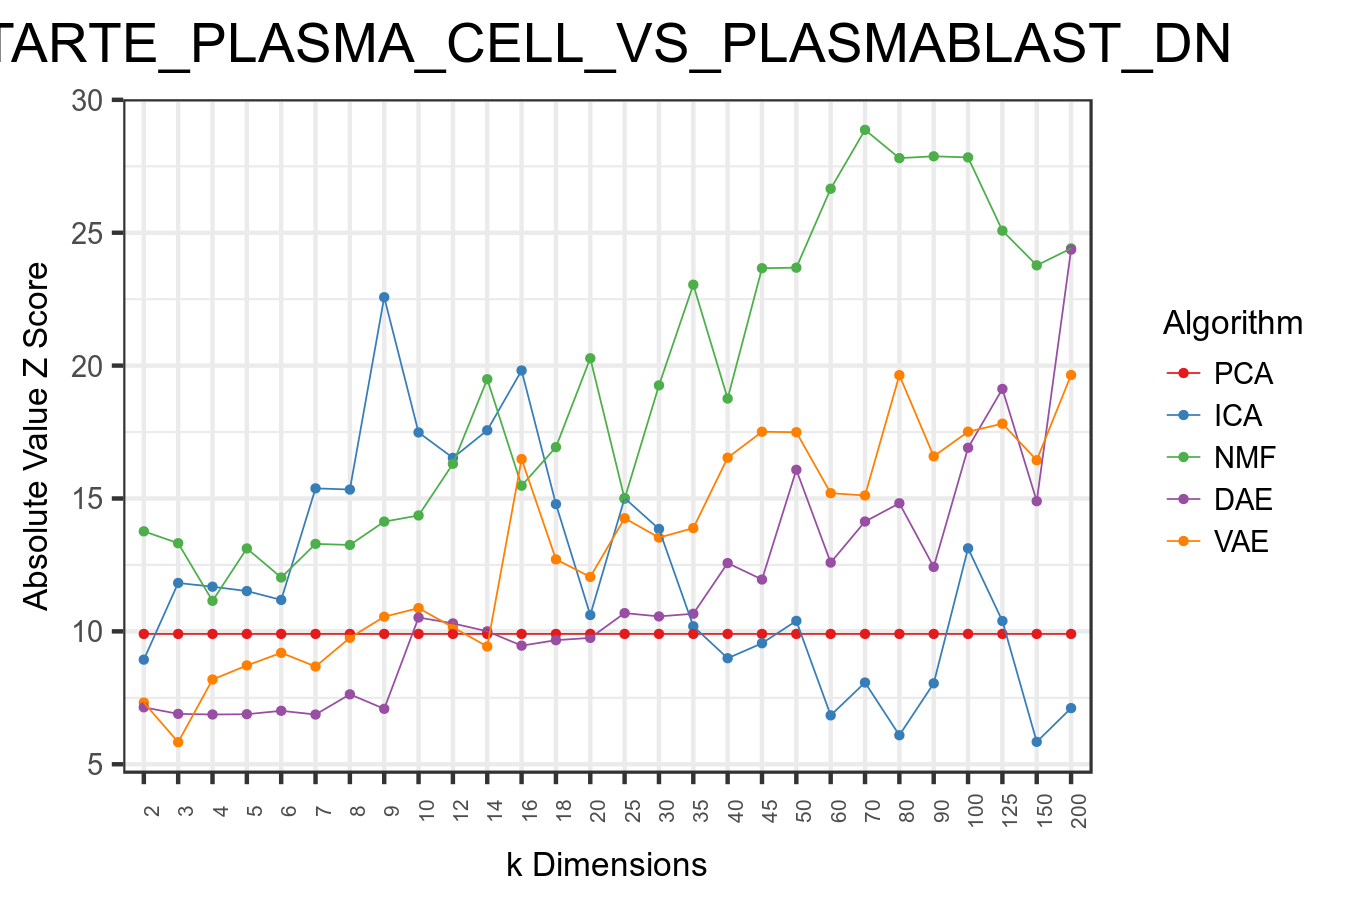 TARTE_PLASMA_CELL_VS_PLASMABLAST_DN
30
25
20
15
10
5
Absolute Value Z Score
2 3 4 5 6 7 8 9 10 12 14 16 18 20 25 30 35 40 45 50 60 70 80 90 100 125 150 200
k Dimensions
Algorithm
PCA
ICA
NMF
DAE
VAE